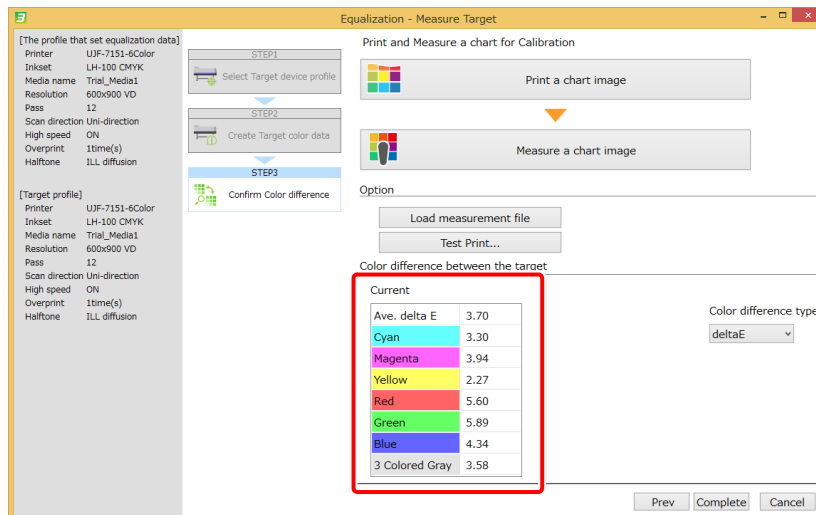 Equalization - Measure Target
[The profile that set equalization data]
Printer UJF-7151-6Color
Inkset LH-100 CMYK
Media name Trial_Media1
Resolution 600x900 VD
Pass 12
Scan direction Uni-direction
High speed ON
Overprint 1time(s)
Halftone ILL diffusion
[Target profile]
Printer UJF-7151-6Color
Inkset LH-100 CMYK
Media name Trial_Media1
Resolution 600x900 VD
Pass 12
Scan direction Uni-direction
High speed ON
Overprint 1time(s)
Halftone ILL diffusion
STEP1
Select Target device profile
STEP2
Create Target color data
STEP3
Confirm Color difference
Print and Measure a chart for Calibration
Print a chart image
Measure a chart image
Option
Load measurement file
Test Print...
Color difference between the target
Current
Ave. delta E 3.70
Cyan 3.30
Magenta 3.94
Yellow 2.27
Red 5.60
Green 5.89
Blue 4.34
3 Colored Gray 3.58
Color difference type
deltaE
Prev Complete Cancel